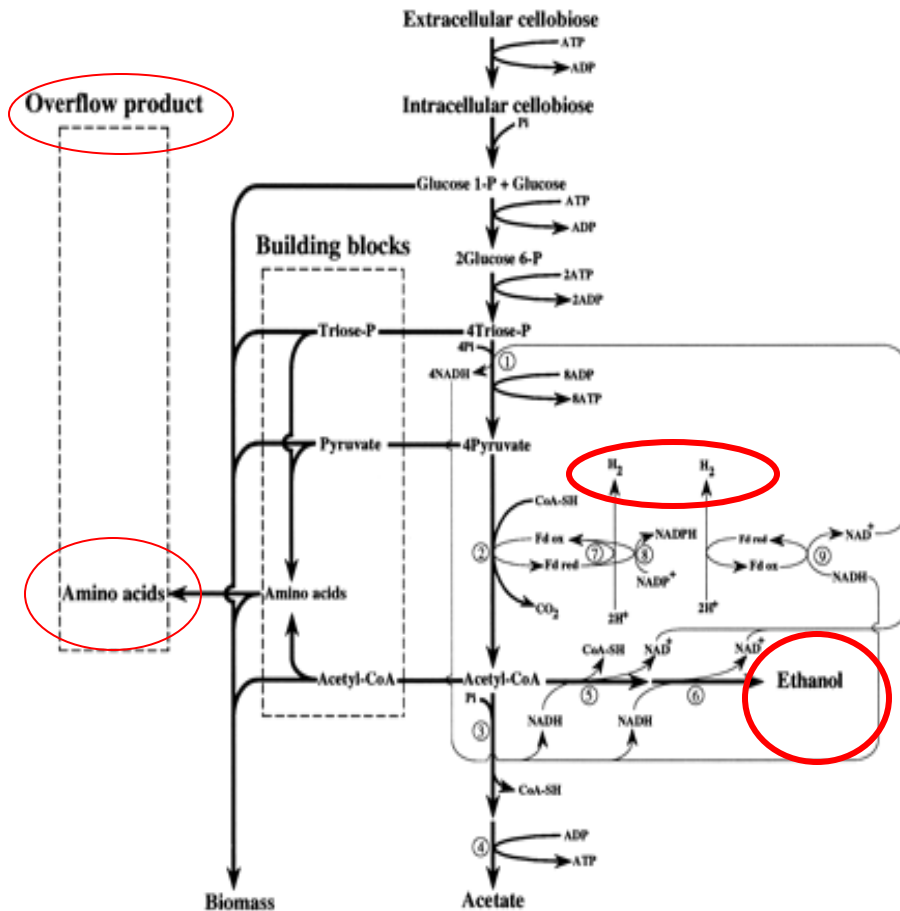 Extracellular cellobiose
ATP
ADP
Overflow product
Intracellular cellobiose
Pi
Glucose 1-P + Glucose
ATP
ADP
Building blocks
2Glucose 6-P
2ATP
2ADP
Triose-P
4Triose-P
4Pi
①
4NADH
8ADP
8ATP
Pyruvate
4Pyruvate
H₂
H₂
CoA-SH
②
Fd ox
Fd red
⑦
⑧
NADPH
NADP⁺
Fd red
Fd ox
⑨
NAD⁺
NADH
Amino acids
Amino acids
CO₂
2H⁺
2H⁺
CoA-SH
NAD⁺
NAD⁺
Acetyl-CoA
Acetyl-CoA
⑤
⑥
Ethanol
Pi
③
NADH
NADH
CoA-SH
④
ADP
ATP
Biomass
Acetate